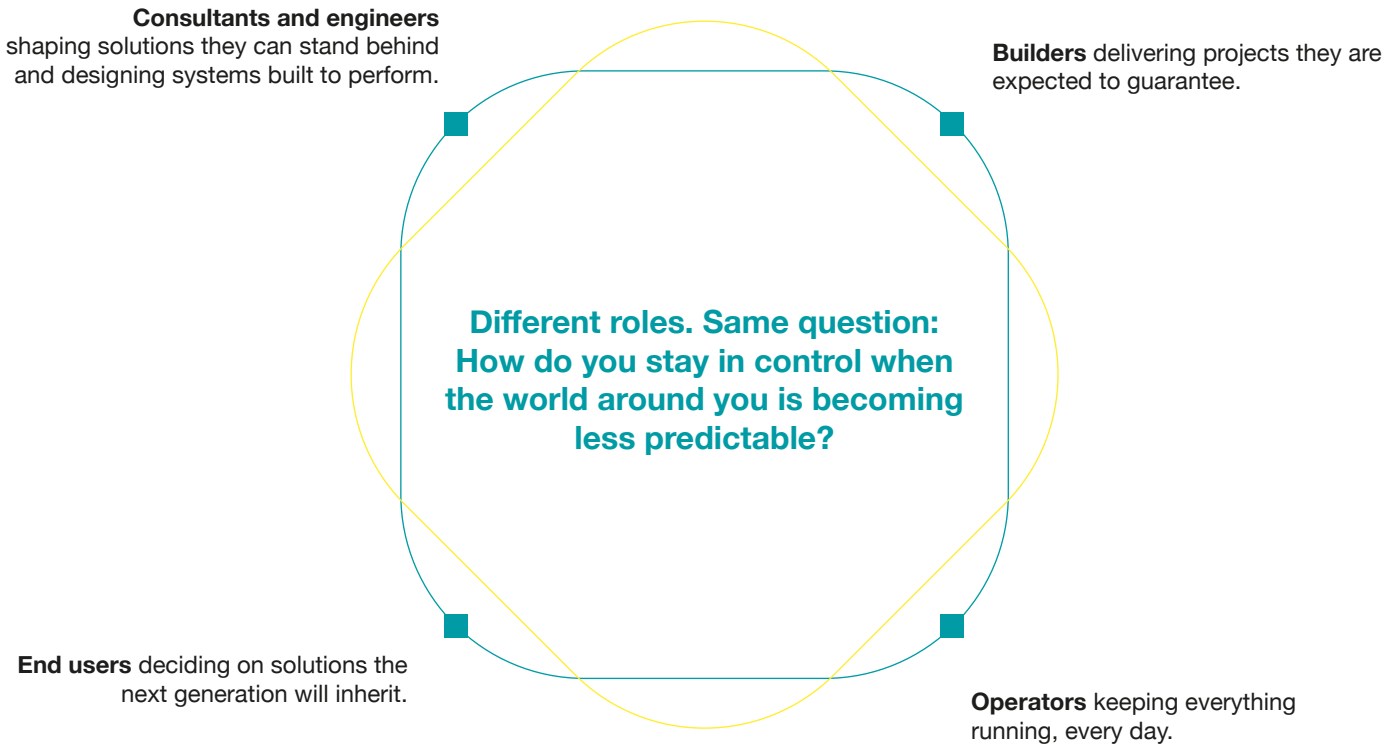 Consultants and engineers
shaping solutions they can stand behind
and designing systems built to perform.
Builders delivering projects they are
expected to guarantee.
Different roles. Same question:
How do you stay in control when
the world around you is becoming
less predictable?
End users deciding on solutions the
next generation will inherit.
Operators keeping everything
running, every day.